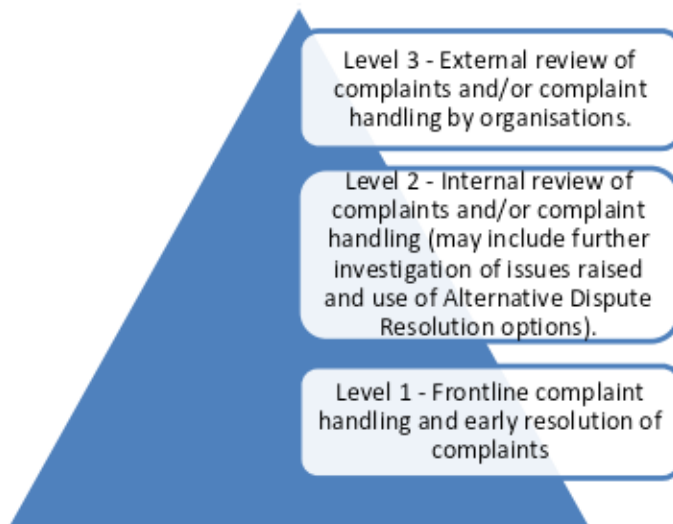 Level 3 - External review of
complaints and/or complaint
handling by organisations.
Level 2 - Internal review of
complaints and/or complaint
handling (may include further
investigation of issues raised
and use of Alternative Dispute
Resolution options).
Level 1 - Frontline complaint
handling and early resolution of
complaints